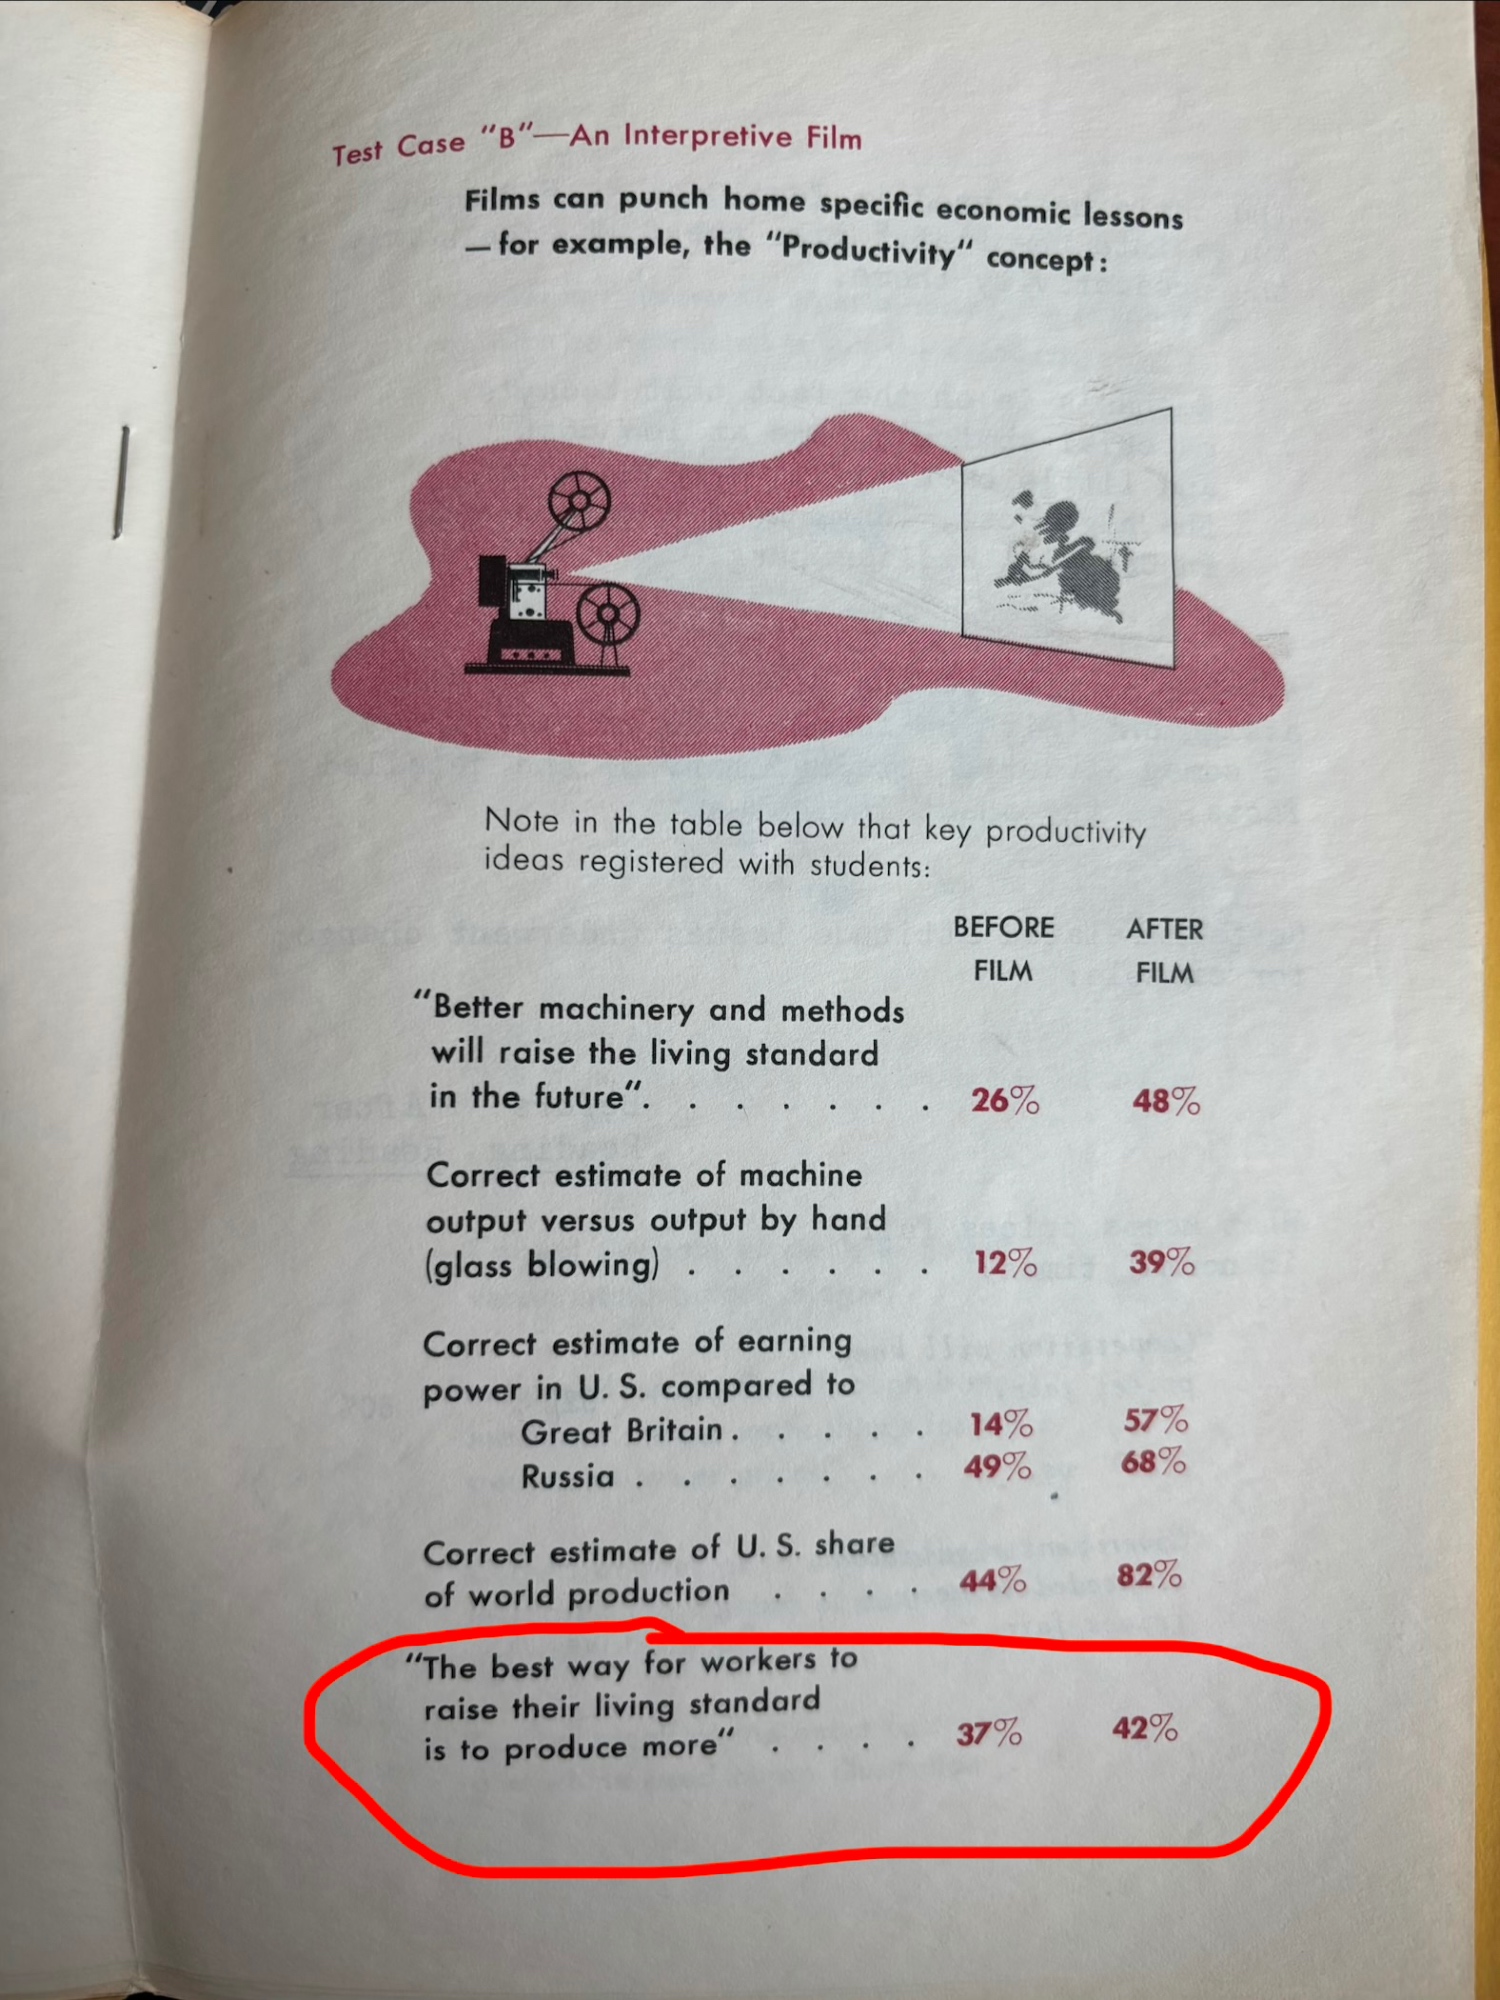 Test Case "B"—An Interpretive Film
Films can punch home specific economic lessons
— for example, the "Productivity" concept:
Note in the table below that key productivity
ideas registered with students:
BEFORE AFTER
FILM FILM
"Better machinery and methods
will raise the living standard
in the future". . . . . . . 26% 48%
Correct estimate of machine
output versus output by hand
(glass blowing) . . . . . . 12% 39%
Correct estimate of earning
power in U. S. compared to
Great Britain . . . . . 14% 57%
Russia . . . . . . . 49% 68%
Correct estimate of U. S. share
of world production . . . . 44% 82%
"The best way for workers to
raise their living standard
is to produce more" . . . . 37% 42%